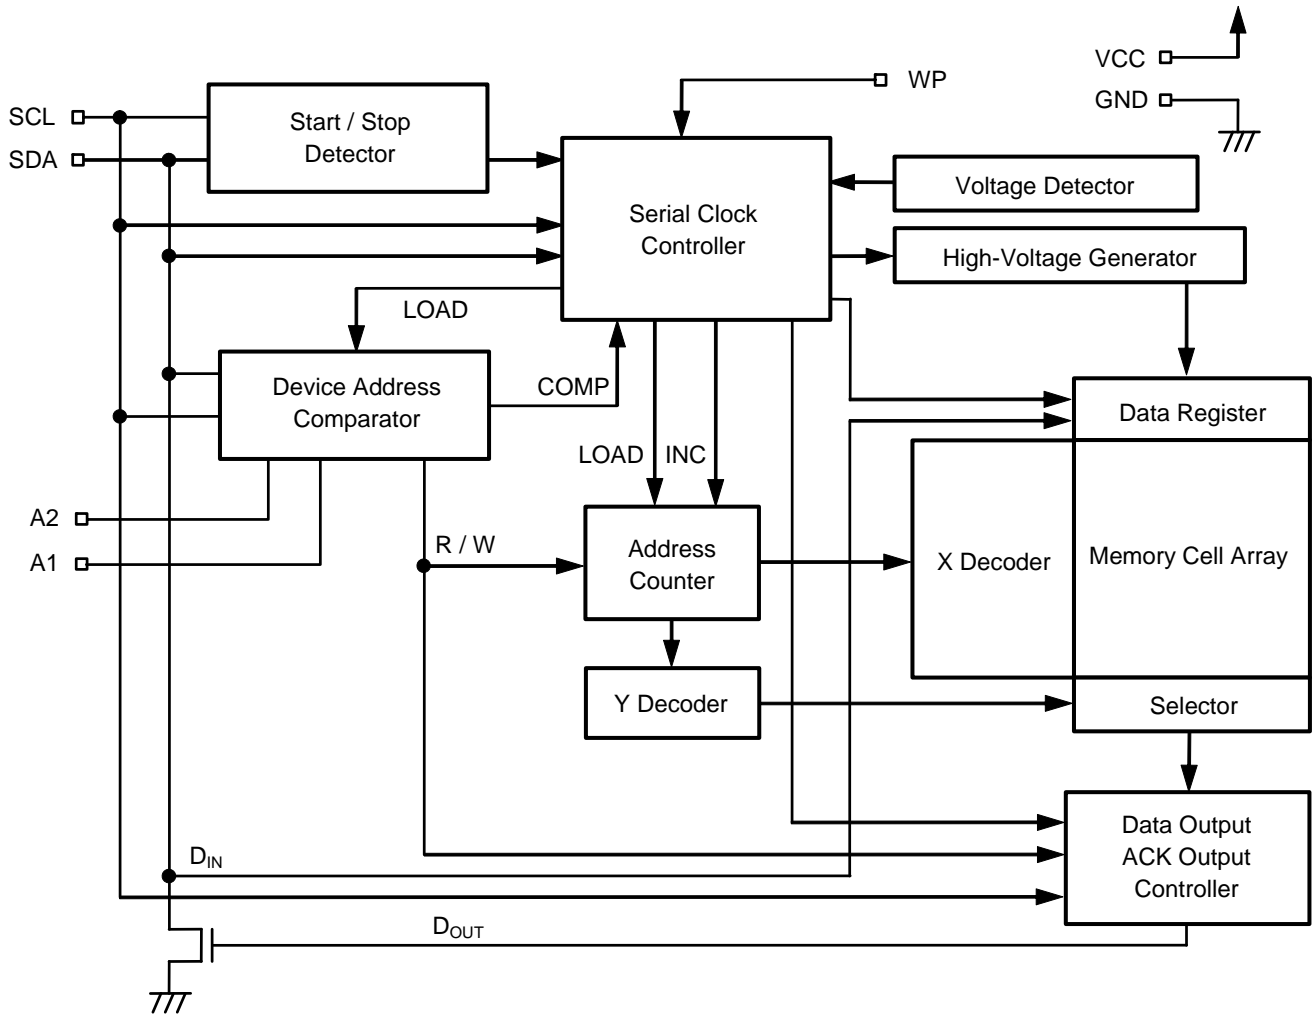 VCC
WP
GND
SCL
Start / Stop
Detector
SDA
Voltage Detector
Serial Clock
Controller
High-Voltage Generator
LOAD
Device Address
Comparator
COMP
Data Register
LOAD
INC
A2
A1
R / W
Address
Counter
X Decoder
Memory Cell Array
Y Decoder
Selector
Data Output
ACK Output
Controller
DIN
DOUT